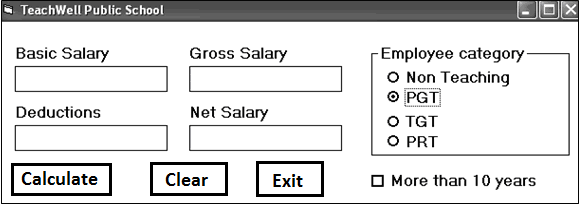 TeachWell Public School
Basic Salary
Gross Salary
Deductions
Net Salary
Employee category
Non Teaching
PGT
TGT
PRT
Calculate
Clear
Exit
More than 10 years